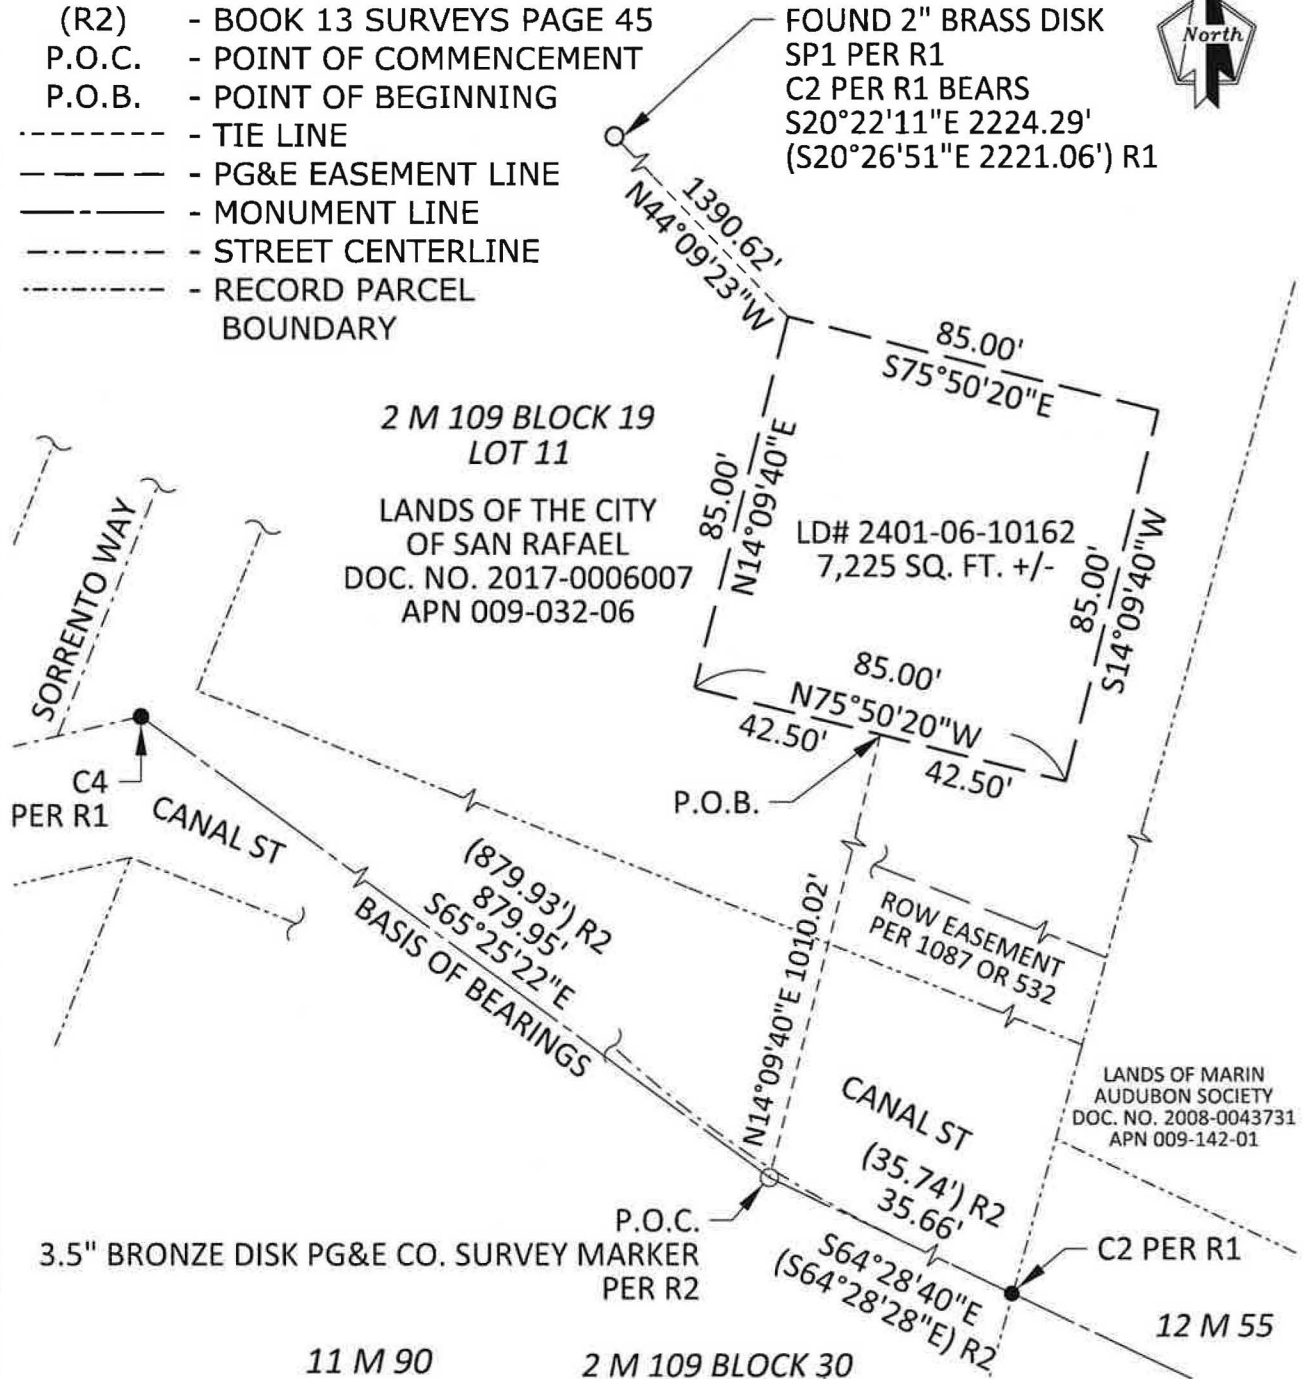 (R2) - BOOK 13 SURVEYS PAGE 45
P.O.C. - POINT OF COMMENCEMENT
P.O.B. - POINT OF BEGINNING
- TIE LINE
- PG&E EASEMENT LINE
- MONUMENT LINE
- STREET CENTERLINE
- RECORD PARCEL
BOUNDARY
FOUND 2" BRASS DISK
SP1 PER R1
C2 PER R1 BEARS
S20°22'11"E 2224.29'
(S20°26'51"E 2221.06') R1
North
1390.62'
N44°09'23"W
85.00'
S75°50'20"E
2 M 109 BLOCK 19
LOT 11
LANDS OF THE CITY
OF SAN RAFAEL
DOC. NO. 2017-0006007
APN 009-032-06
85.00'
N14°09'40"E
LD# 2401-06-10162
7,225 SQ. FT. +/-
85.00'
S14°09'40"W
85.00'
N75°50'20"W
42.50'
42.50'
P.O.B.
SORRENTO WAY
C4
PER R1
CANAL ST
(879.93') R2
879.95'
S65°25'22"E
BASIS OF BEARINGS
N14°09'40"E 1010.02'
ROW EASEMENT
PER 1087 OR 532
LANDS OF MARIN
AUDUBON SOCIETY
DOC. NO. 2008-0043731
APN 009-142-01
CANAL ST
(35.74') R2
35.66'
S64°28'40"E
(S64°28'28"E) R2
P.O.C.
3.5" BRONZE DISK PG&E CO. SURVEY MARKER
PER R2
C2 PER R1
12 M 55
11 M 90
2 M 109 BLOCK 30